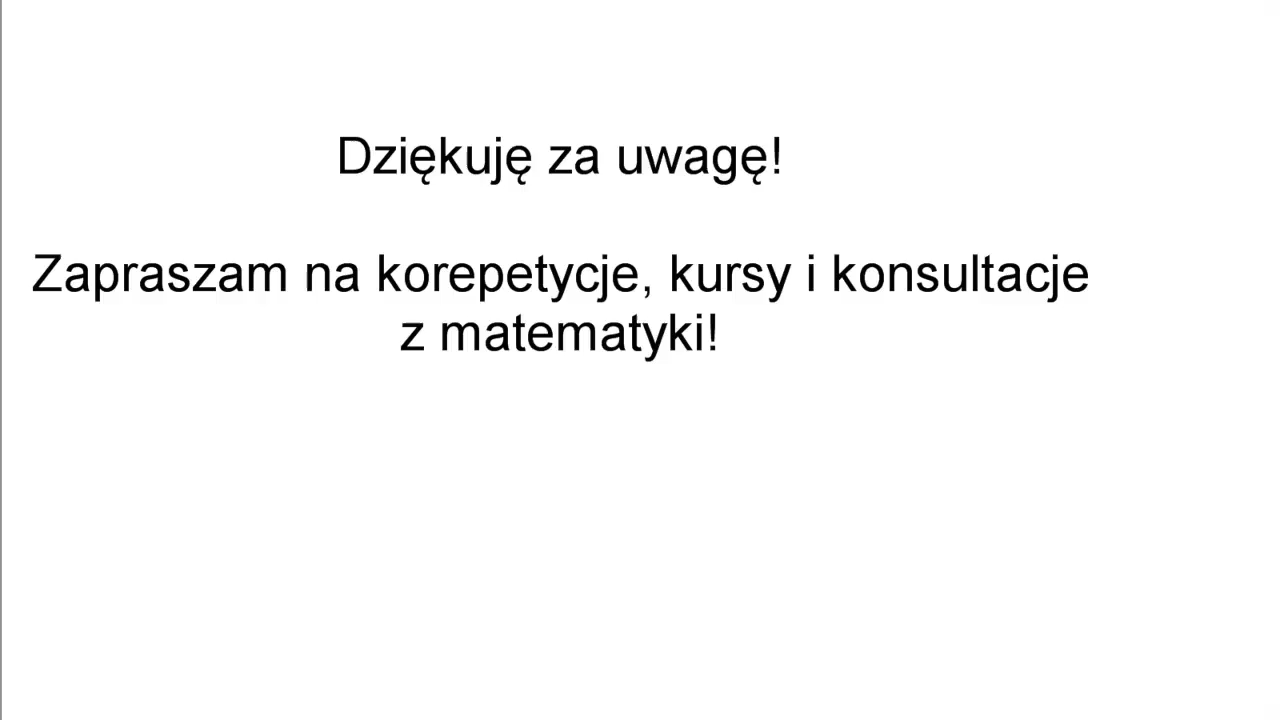 Dziękuję za uwagę!
Zapraszam na korepetycje, kursy i konsultacje
z matematyki!